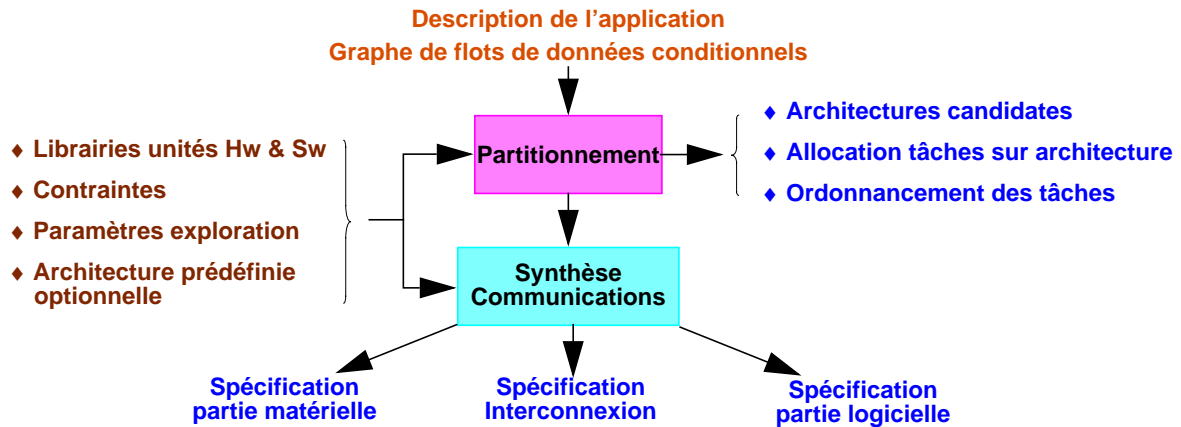 Description de l'application
Graphe de flots de données conditionnels
♦ Librairies unités Hw & Sw
♦ Contraintes
♦ Paramètres exploration
♦ Architecture prédéfinie
optionnelle
Partitionnement
♦ Architectures candidates
♦ Allocation tâches sur architecture
♦ Ordonnancement des tâches
Synthèse
Communications
Spécification
partie matérielle
Spécification
Interconnexion
Spécification
partie logicielle